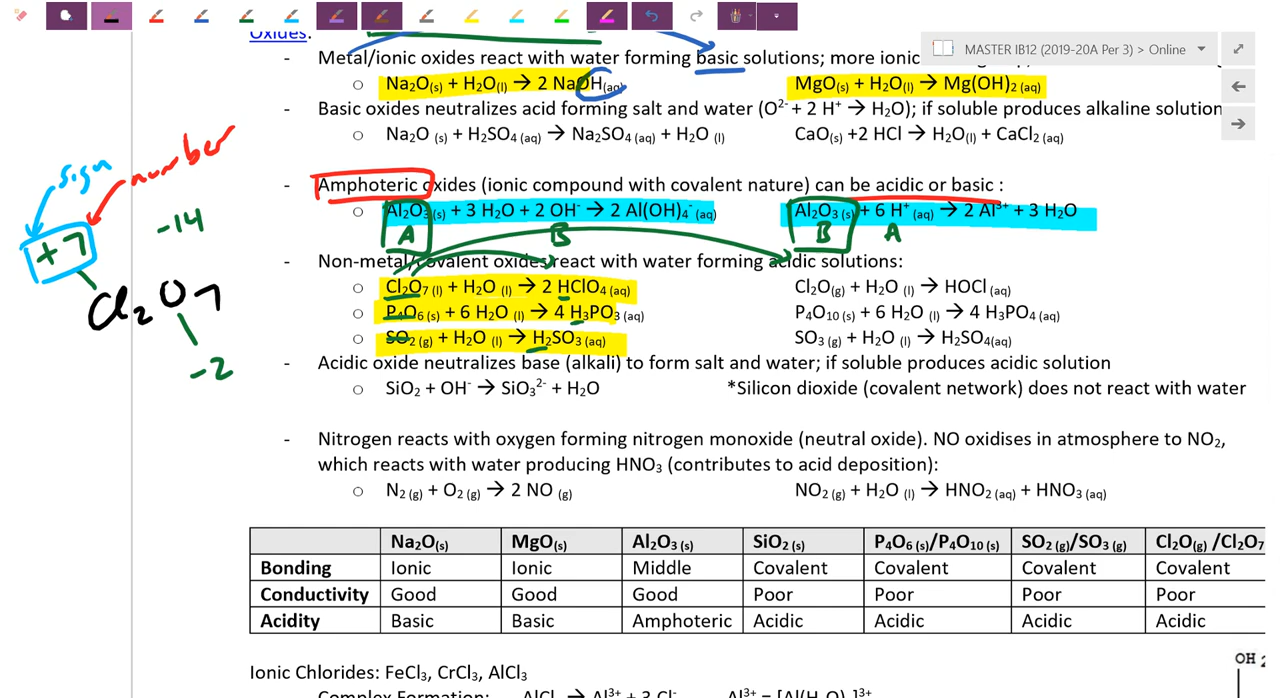 MASTER IB12 (2019-20A Per 3) > Online
Oxides:
- Metal/ionic oxides react with water forming basic solutions; more ionic
○ Na₂O(s) + H₂O(l) → 2 NaOH(aq) MgO(s) + H₂O(l) → Mg(OH)₂ (aq)
- Basic oxides neutralizes acid forming salt and water (O²⁻ + 2 H⁺ → H₂O); if soluble produces alkaline solution
○ Na₂O (s) + H₂SO₄ (aq) → Na₂SO₄ (aq) + H₂O (l) CaO(s) +2 HCl → H₂O(l) + CaCl₂ (aq)
sign number
- Amphoteric oxides (ionic compound with covalent nature) can be acidic or basic :
○ Al₂O₃(s) + 3 H₂O + 2 OH⁻ → 2 Al(OH)₄⁻ (aq) Al₂O₃ (s) + 6 H⁺ (aq) → 2 Al³⁺ + 3 H₂O
-14
A B B A
+7
- Non-metal/covalent oxides react with water forming acidic solutions:
○ Cl₂O₇ (l) + H₂O (l) → 2 HClO₄ (aq) Cl₂O(g) + H₂O (l) → HOCl (aq)
Cl₂O₇
○ P₄O₆ (s) + 6 H₂O (l) → 4 H₃PO₃ (aq) P₄O₁₀ (s) + 6 H₂O (l) → 4 H₃PO₄ (aq)
○ SO₂ (g) + H₂O (l) → H₂SO₃ (aq) SO₃ (g) + H₂O (l) → H₂SO₄(aq)
-2
- Acidic oxide neutralizes base (alkali) to form salt and water; if soluble produces acidic solution
○ SiO₂ + OH⁻ → SiO₃²⁻ + H₂O *Silicon dioxide (covalent network) does not react with water
- Nitrogen reacts with oxygen forming nitrogen monoxide (neutral oxide). NO oxidises in atmosphere to NO₂,
which reacts with water producing HNO₃ (contributes to acid deposition):
○ N₂ (g) + O₂ (g) → 2 NO (g) NO₂ (g) + H₂O (l) → HNO₂ (aq) + HNO₃ (aq)
Na₂O(s) MgO(s) Al₂O₃ (s) SiO₂ (s) P₄O₆ (s)/P₄O₁₀ (s) SO₂ (g)/SO₃ (g) Cl₂O(g) /Cl₂O₇
Bonding Ionic Ionic Middle Covalent Covalent Covalent Covalent
Conductivity Good Good Good Poor Poor Poor Poor
Acidity Basic Basic Amphoteric Acidic Acidic Acidic Acidic
OH
Ionic Chlorides: FeCl₃, CrCl₃, AlCl₃
Complex Formation: AlCl → Al³⁺ + 3 Cl⁻